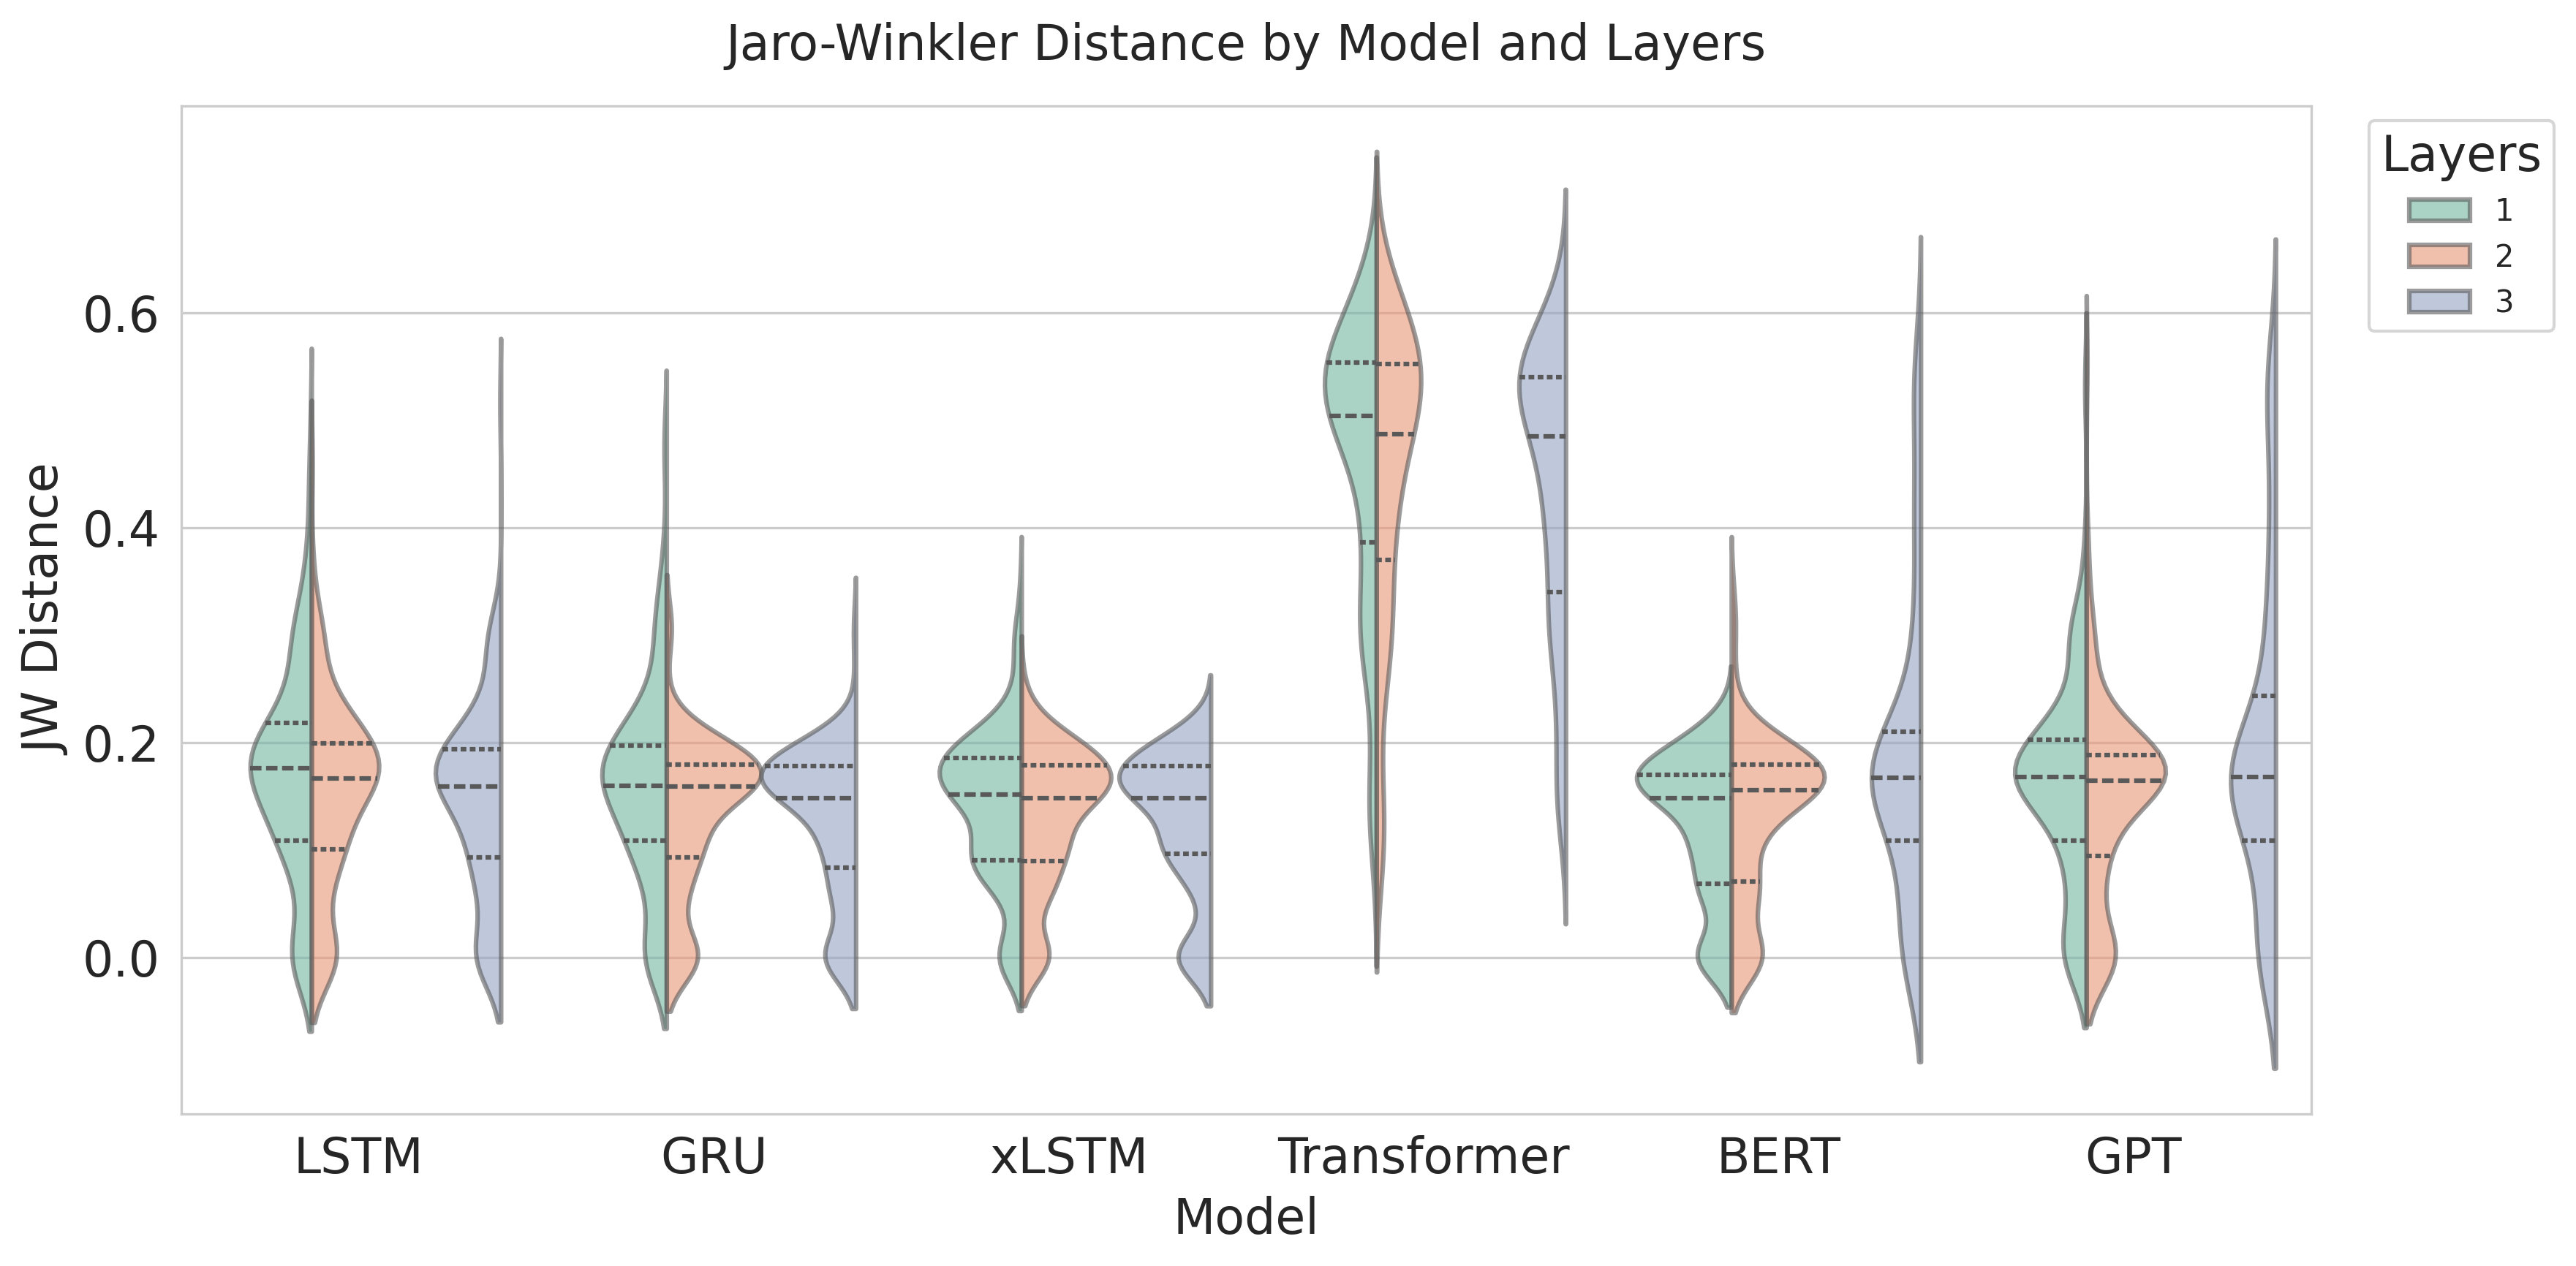 Jaro-Winkler Distance by Model and Layers
JW Distance
0.6
0.4
0.2
0.0
LSTM GRU xLSTM Transformer BERT GPT
Model
Layers
1
2
3